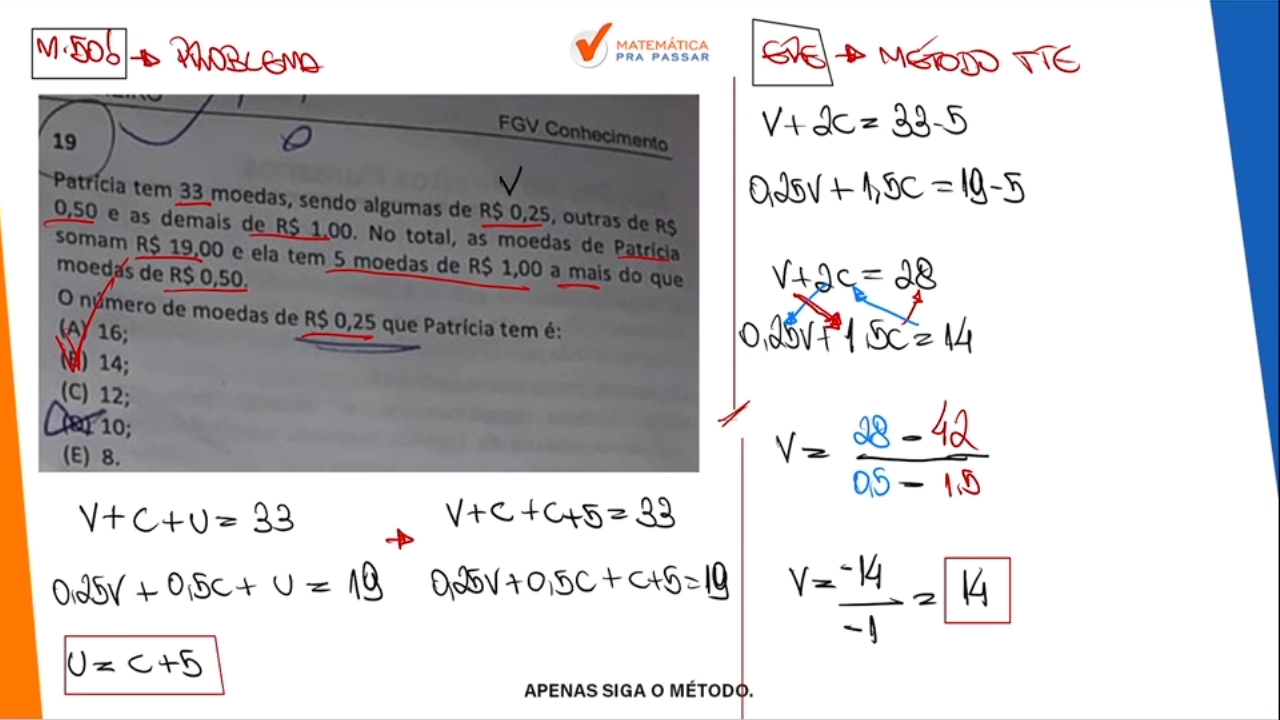 M.506 → PROBLEMA
MATEMÁTICA
PRA PASSAR
→ MÉTODO TTE
FGV Conhecimento
19
Patrícia tem 33 moedas, sendo algumas de R$ 0,25, outras de R$
0,50 e as demais de R$ 1,00. No total, as moedas de Patrícia
somam R$ 19,00 e ela tem 5 moedas de R$ 1,00 a mais do que
moedas de R$ 0,50.
O número de moedas de R$ 0,25 que Patrícia tem é:
(A) 16;
(B) 14;
(C) 12;
(D) 10;
(E) 8.
V+C+U=33
0,25V+0,5C+U=19
U=C+5
→
V+C+C+5=33
0,25V+0,5C+C+5=19
V+2C=33-5
0,25V+1,5C=19-5
V+2C=28
0,25V+1,5C=14
V= 28-42
0,5-1,5
V= -14
-1
= 14
APENAS SIGA O MÉTODO.